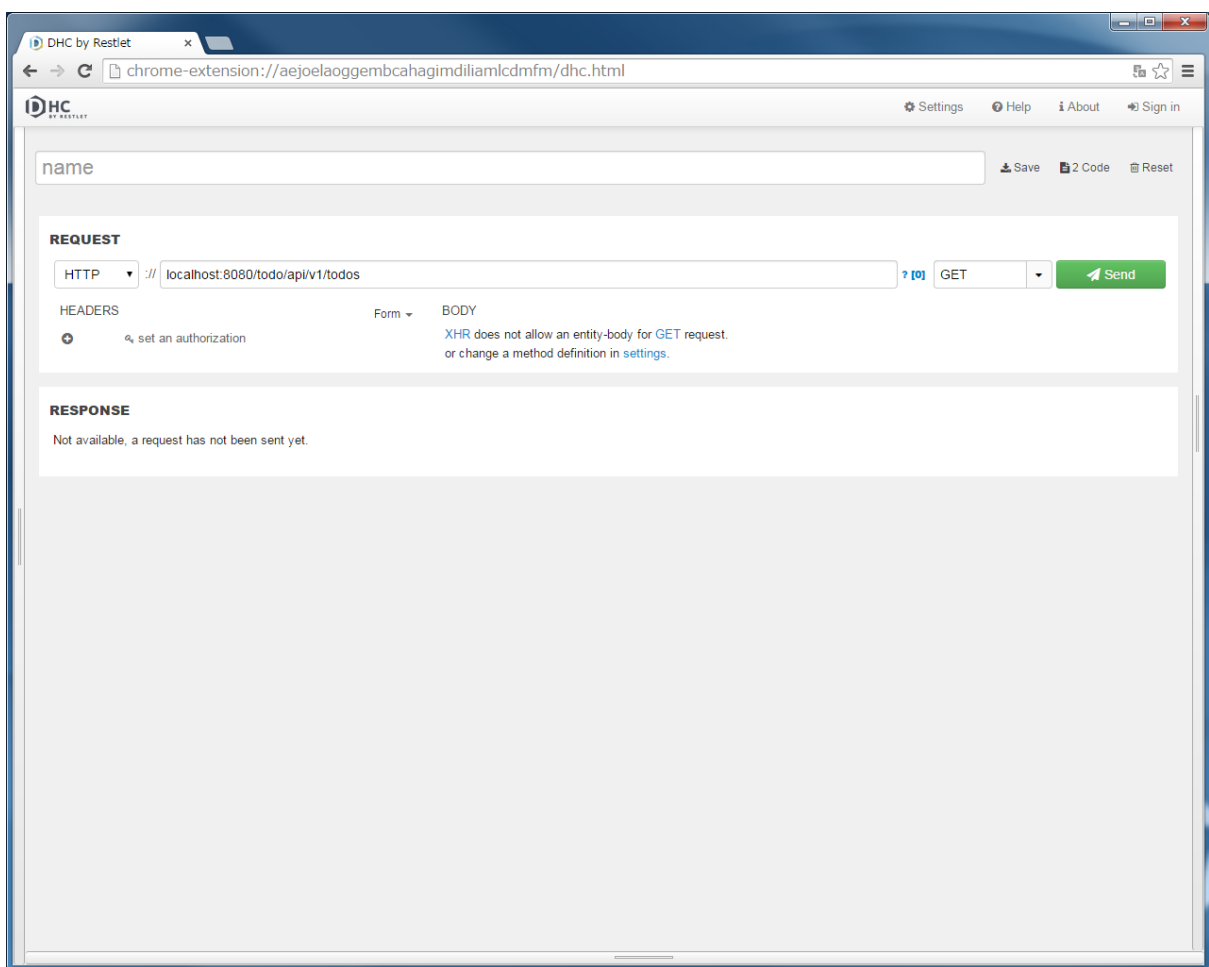 DHC by Restlet
chrome-extension://aejoelaoggembcahagimdiliamlcdmfm/dhc.html
DHC BY RESTLET
Settings Help About Sign in
name
Save 2 Code Reset
REQUEST
HTTP :// localhost:8080/todo/api/v1/todos ? [0] GET Send
HEADERS Form BODY
set an authorization
XHR does not allow an entity-body for GET request.
or change a method definition in settings.
RESPONSE
Not available, a request has not been sent yet.